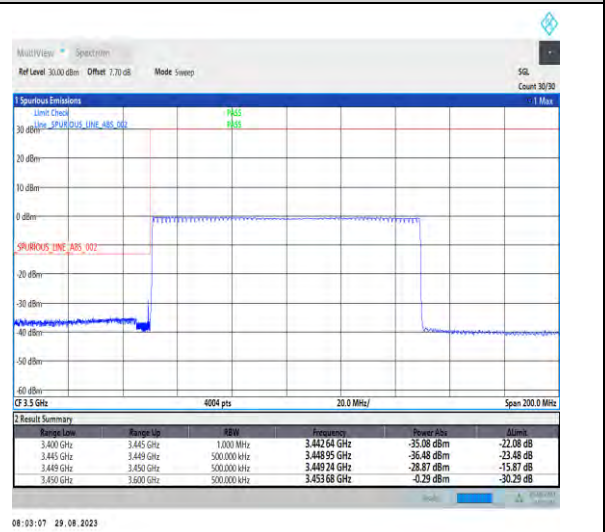 MultiView Spectrum
Ref Level 30.00 dBm Offset 7.70 dB Mode Sweep SGL
Count 30/30
1 Spurious Emissions 1 Max
Limit Check PASS
Line _SPURIOUS_LINE_ABS_002 PASS
30 dBm
20 dBm
10 dBm
0 dBm
_SPURIOUS_LINE_ABS_002
-20 dBm
-30 dBm
-40 dBm
-50 dBm
-60 dBm
CF 3.5 GHz 4004 pts 20.0 MHz/ Span 200.0 MHz
2 Result Summary
Range Low Range Up RBW Frequency Power Abs ΔLimit
3.400 GHz 3.445 GHz 1.000 MHz 3.44264 GHz -35.08 dBm -22.08 dB
3.445 GHz 3.449 GHz 500.000 kHz 3.44895 GHz -36.48 dBm -23.48 dB
3.449 GHz 3.450 GHz 500.000 kHz 3.44924 GHz -28.87 dBm -15.87 dB
3.450 GHz 3.600 GHz 500.000 kHz 3.45368 GHz -0.29 dBm -30.29 dB
Ready
08:03:07 29.08.2023